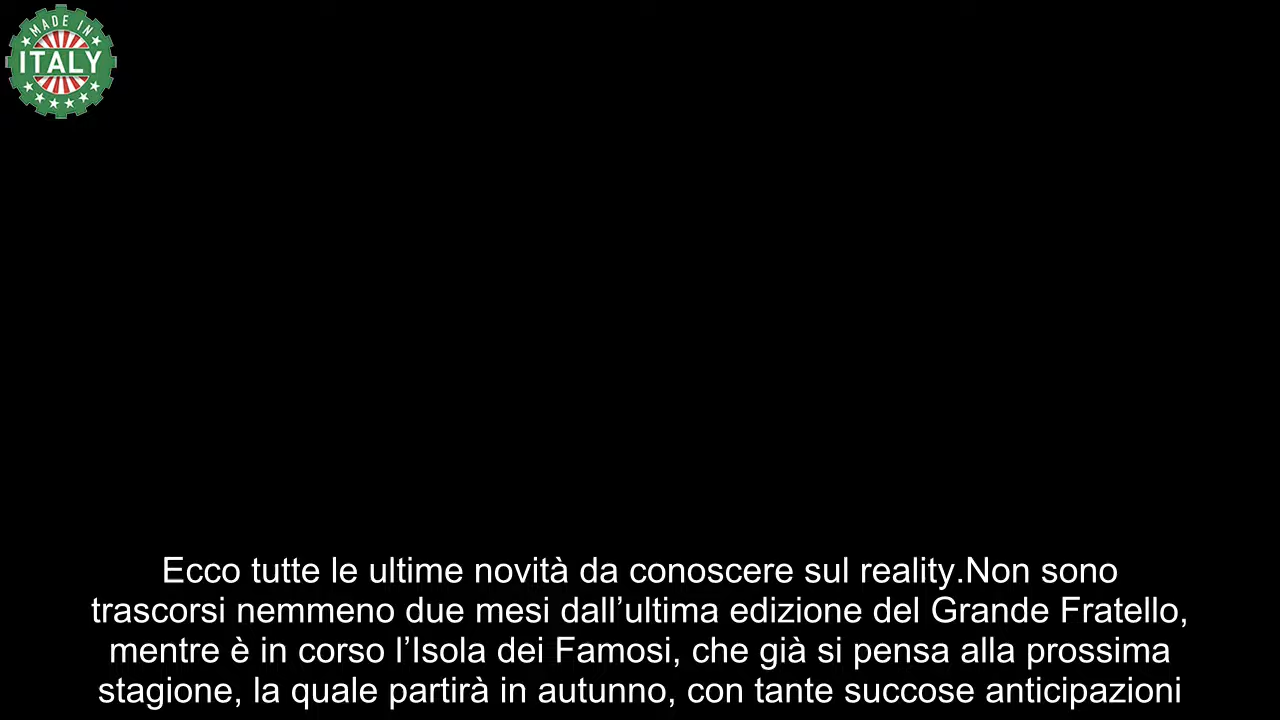 MADE IN
ITALY
Ecco tutte le ultime novità da conoscere sul reality.Non sono
trascorsi nemmeno due mesi dall’ultima edizione del Grande Fratello,
mentre è in corso l’Isola dei Famosi, che già si pensa alla prossima
stagione, la quale partirà in autunno, con tante succose anticipazioni